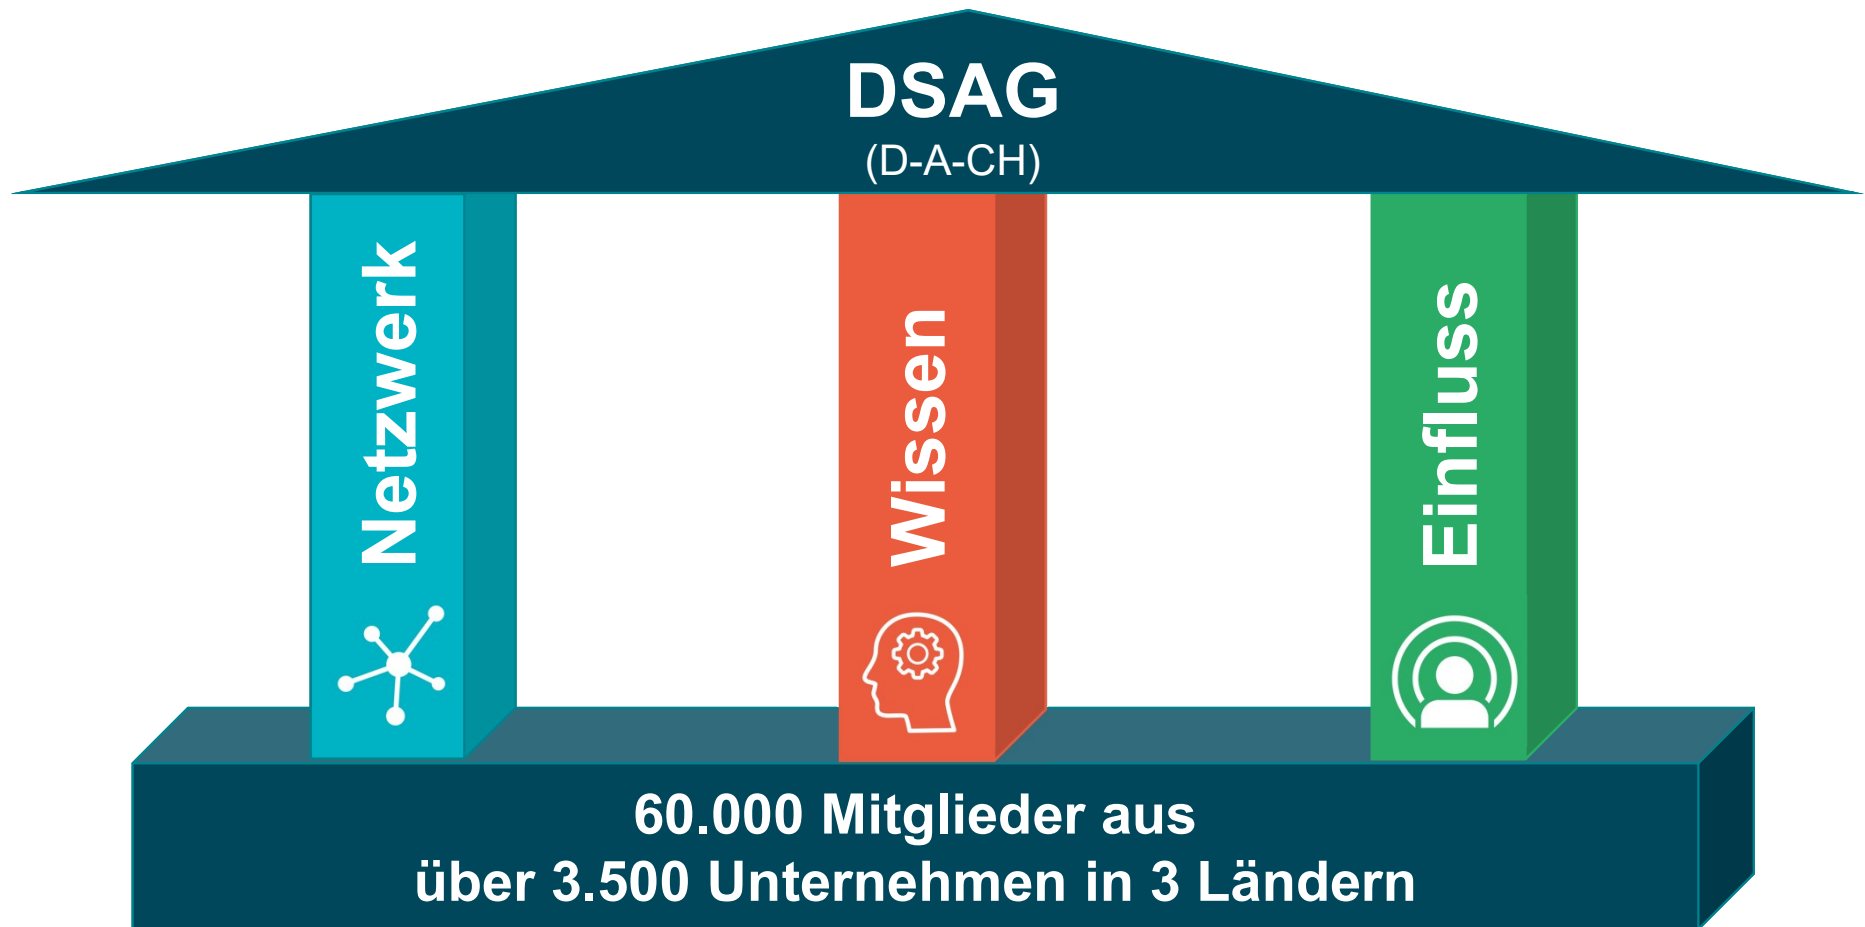 DSAG
(D-A-CH)
Netzwerk
Wissen
Einfluss
60.000 Mitglieder aus
über 3.500 Unternehmen in 3 Ländern